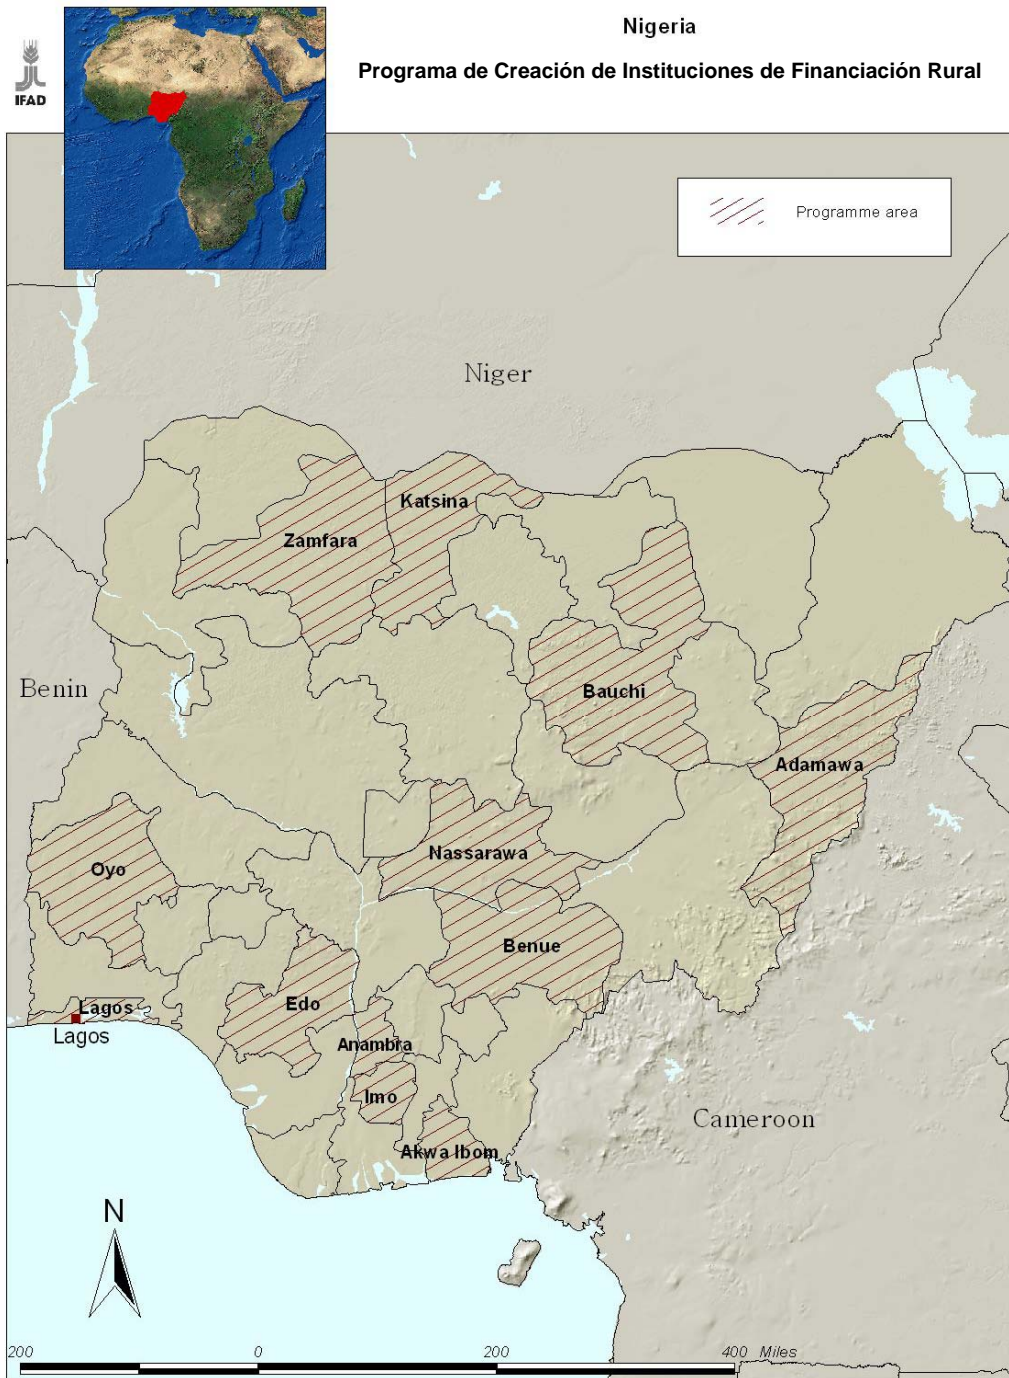 Nigeria
IFAD
Programa de Creación de Instituciones de Financiación Rural
Programme area
Niger
Katsina
Zamfara
Benin
Bauchi
Adamawa
Nassarawa
Oyo
Benue
Edo
Lagos
Lagos
Anambra
Imo
Cameroon
Akwa Ibom
N
200 0 200 400 Miles